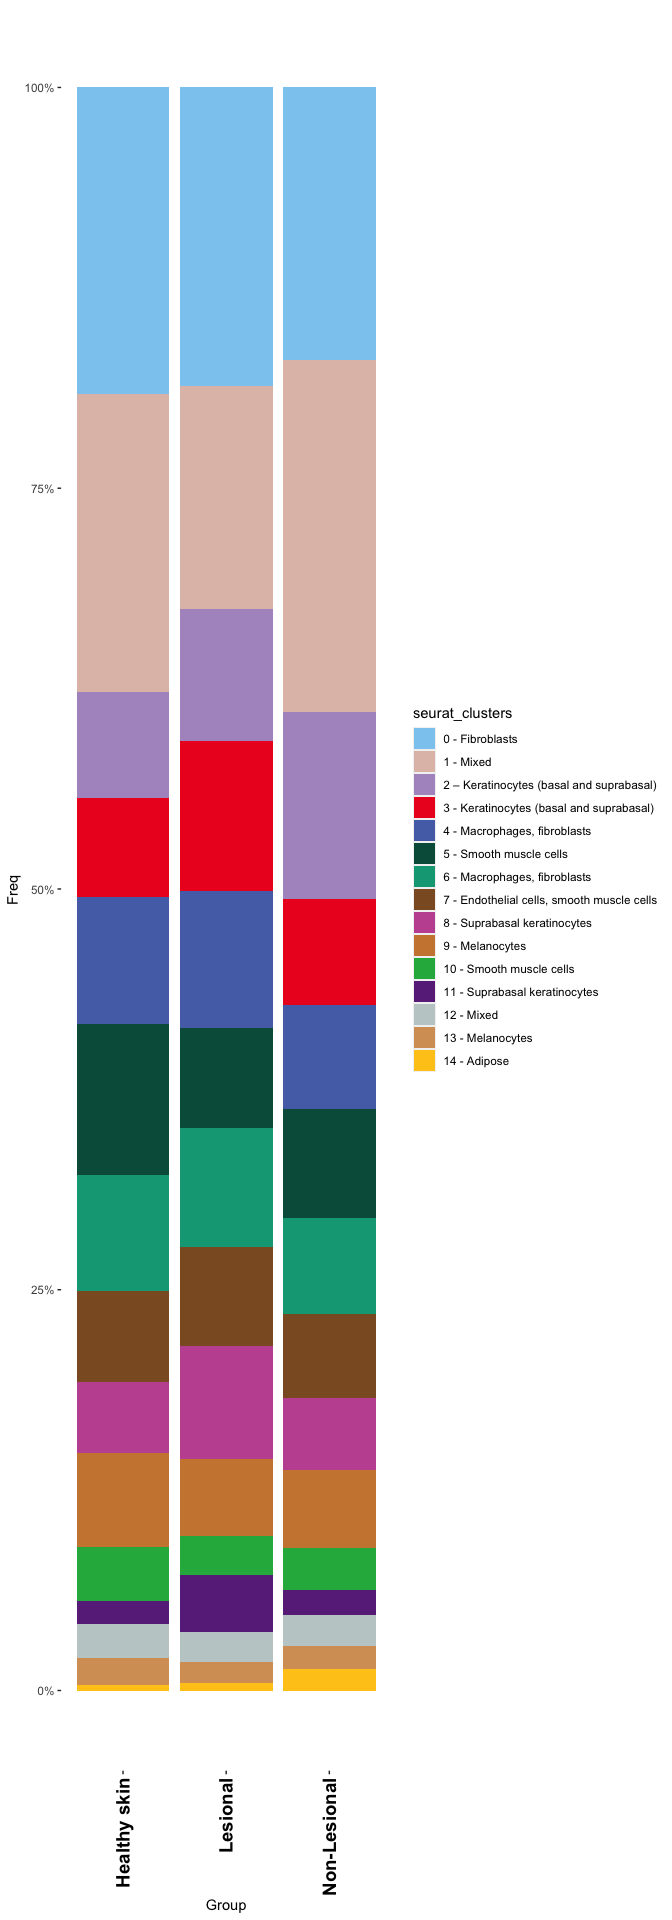 100%
75%
50%
25%
0%
Freq
Healthy skin
Lesional
Non-Lesional
Group
seurat_clusters
0 - Fibroblasts
1 - Mixed
2 – Keratinocytes (basal and suprabasal)
3 - Keratinocytes (basal and suprabasal)
4 - Macrophages, fibroblasts
5 - Smooth muscle cells
6 - Macrophages, fibroblasts
7 - Endothelial cells, smooth muscle cells
8 - Suprabasal keratinocytes
9 - Melanocytes
10 - Smooth muscle cells
11 - Suprabasal keratinocytes
12 - Mixed
13 - Melanocytes
14 - Adipose